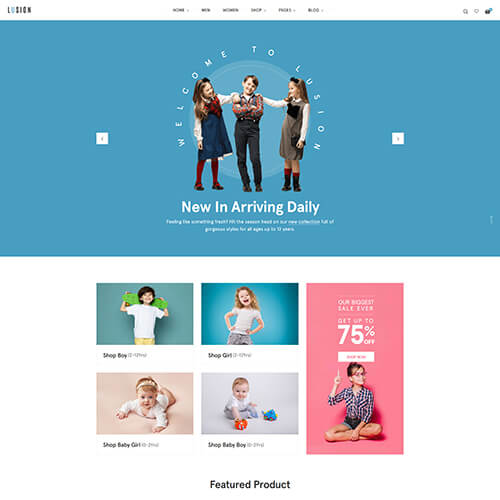 LUSION
HOME MEN WOMEN SHOP PAGES BLOG
WELCOME TO LUSION
New In Arriving Daily
Feeling like something fresh? Hit the season head on our new collection full of
gorgeous styles for all ages up to 12 years.
OUR BIGGEST
SALE EVER
GET UP TO
75% OFF
SHOP NOW
Shop Boy (2-12Yrs)
Shop Girl (2-12Yrs)
Shop Baby Girl (0-2Yrs)
Shop Baby Boy (0-2Yrs)
Featured Product